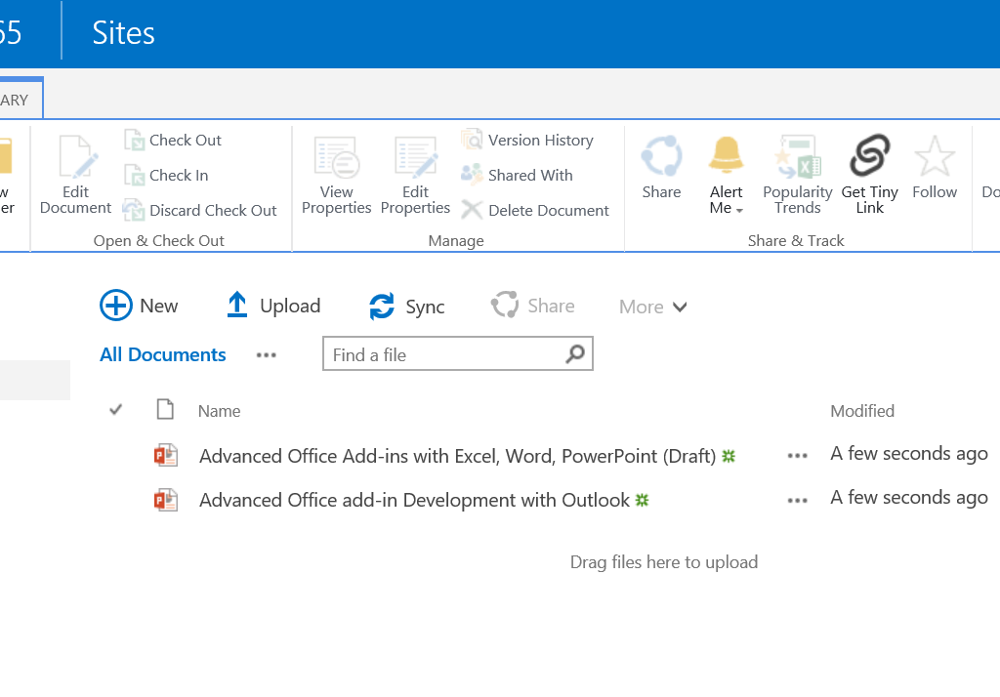 65 Sites
ARY
Check Out
Check In
Discard Check Out
Edit
Document
Open & Check Out
View
Properties
Edit
Properties
Version History
Shared With
Delete Document
Manage
Share
Alert
Me
Popularity
Trends
Get Tiny
Link
Follow
Share & Track
New Upload Sync Share More
All Documents ••• Find a file
Name Modified
Advanced Office Add-ins with Excel, Word, PowerPoint (Draft) ••• A few seconds ago
Advanced Office add-in Development with Outlook ••• A few seconds ago
Drag files here to upload